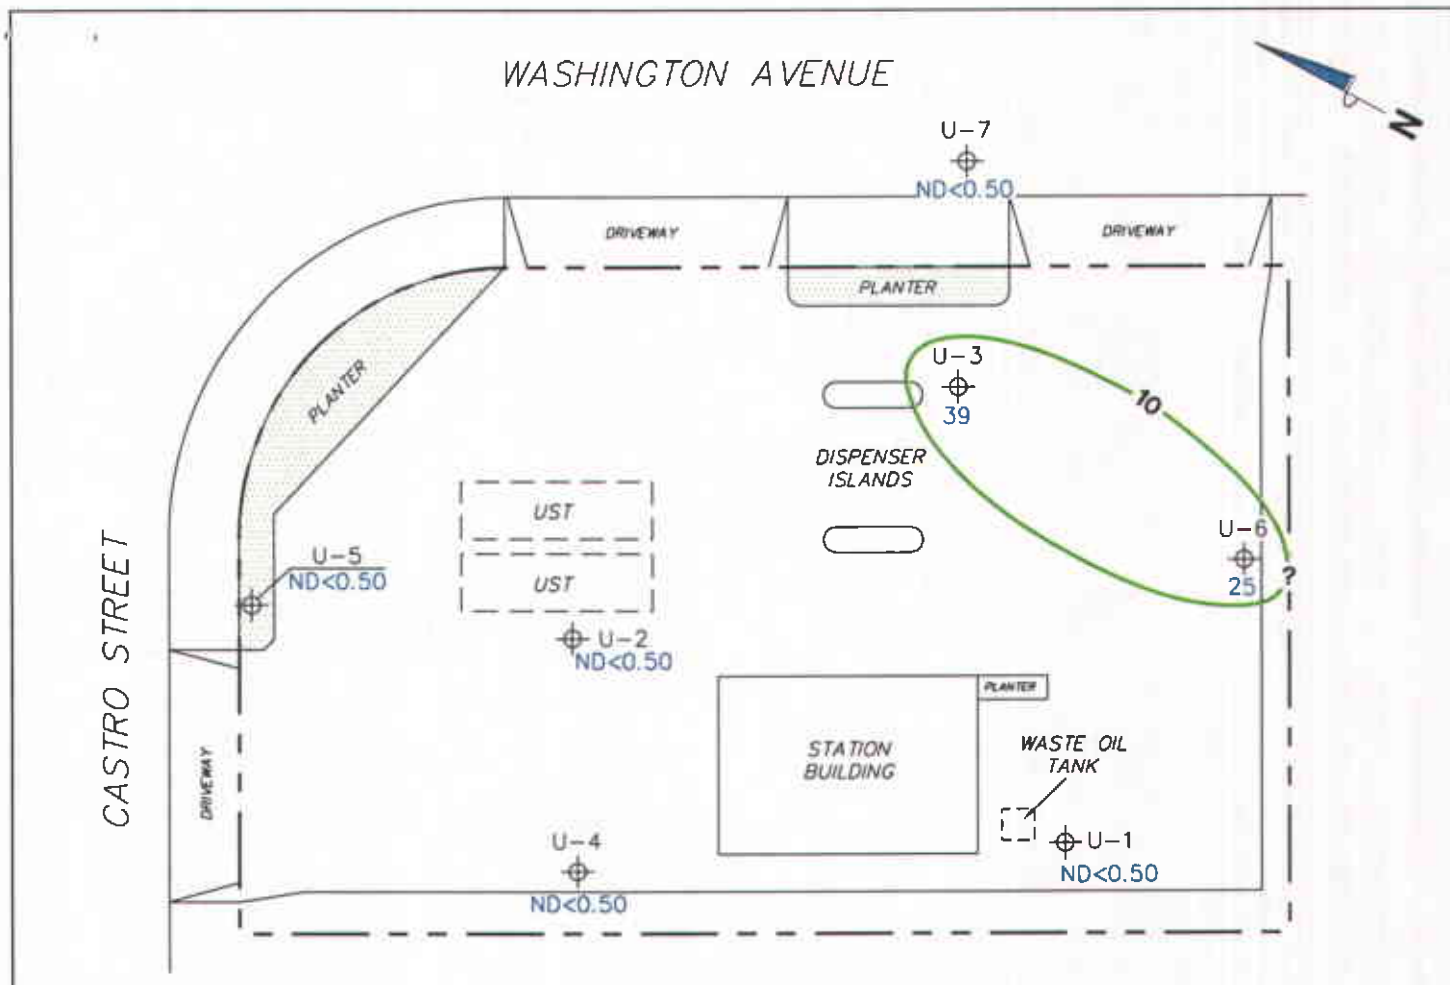 WASHINGTON AVENUE
N
U-7
ND<0.50
DRIVEWAY
DRIVEWAY
PLANTER
PLANTER
U-3
39
10
DISPENSER
ISLANDS
UST
UST
U-5
ND<0.50
U-6
25
?
U-2
ND<0.50
CASTRO STREET
DRIVEWAY
PLANTER
STATION
BUILDING
WASTE OIL
TANK
U-4
ND<0.50
U-1
ND<0.50